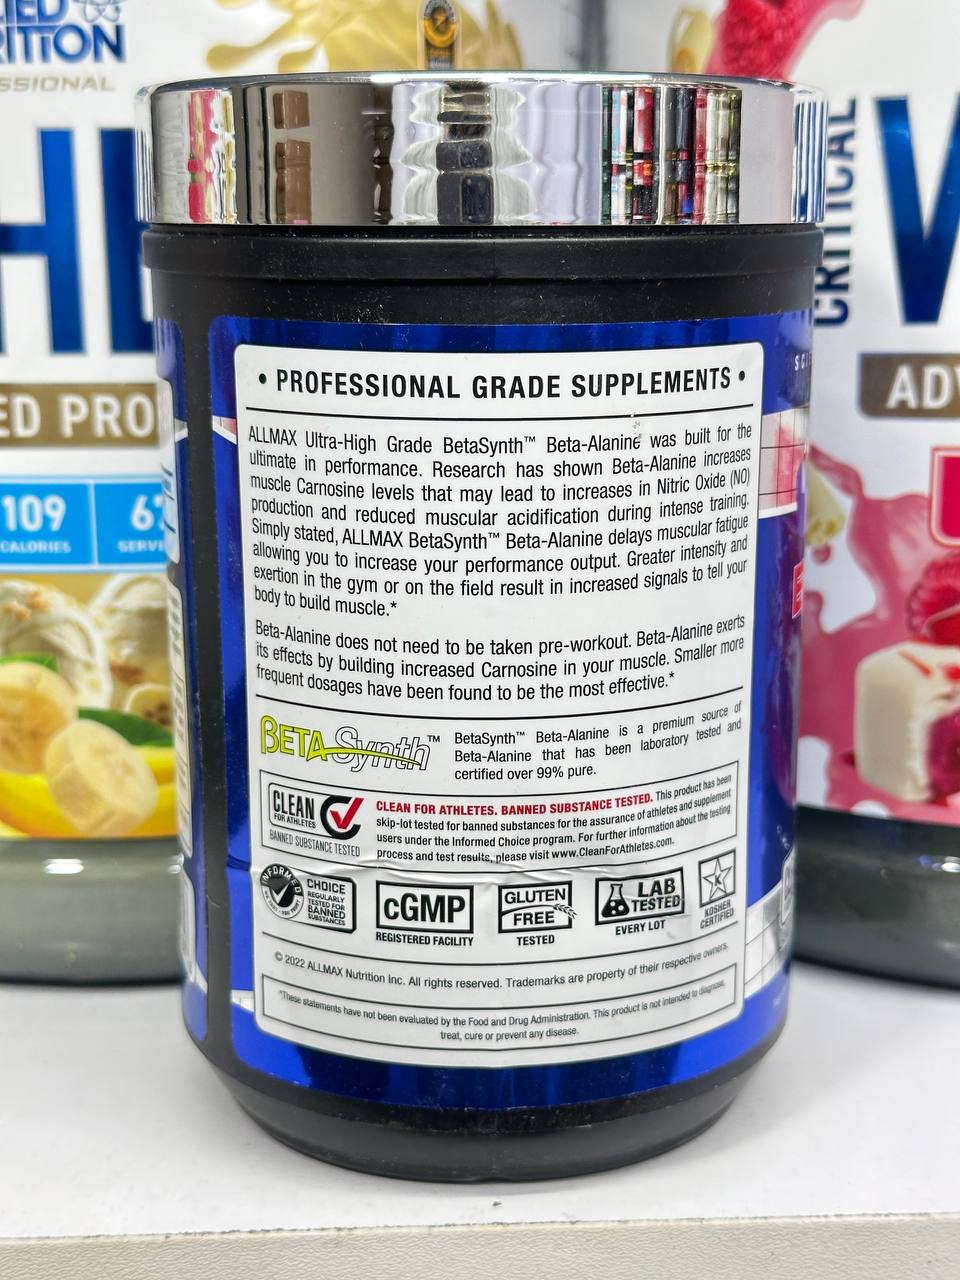 RITION
SSIONAL
ED PRO
109
CALORIES
CRITICAL
ADV
• PROFESSIONAL GRADE SUPPLEMENTS •
ALLMAX Ultra-High Grade BetaSynth™ Beta-Alanine was built for the
ultimate in performance. Research has shown Beta-Alanine increases
muscle Carnosine levels that may lead to increases in Nitric Oxide (NO)
production and reduced muscular acidification during intense training.
Simply stated, ALLMAX BetaSynth™ Beta-Alanine delays muscular fatigue
allowing you to increase your performance output. Greater intensity and
exertion in the gym or on the field result in increased signals to tell your
body to build muscle.*
Beta-Alanine does not need to be taken pre-workout. Beta-Alanine exerts
its effects by building increased Carnosine in your muscle. Smaller more
frequent dosages have been found to be the most effective.*
BETA Synth™
BetaSynth™ Beta-Alanine is a premium source of
Beta-Alanine that has been laboratory tested and
certified over 99% pure.
CLEAN
FOR ATHLETES
BANNED SUBSTANCE TESTED
CLEAN FOR ATHLETES. BANNED SUBSTANCE TESTED. This product has been
skip-lot tested for banned substances for the assurance of athletes and supplement
users under the Informed Choice program. For further information about the testing
process and test results, please visit www.CleanForAthletes.com.
INFORMED
CHOICE
REGULARLY
TESTED FOR
BANNED
SUBSTANCES
cGMP
REGISTERED FACILITY
GLUTEN
FREE
TESTED
LAB
TESTED
EVERY LOT
K
KOSHER
CERTIFIED
© 2022 ALLMAX Nutrition Inc. All rights reserved. Trademarks are property of their respective owners.
*These statements have not been evaluated by the Food and Drug Administration. This product is not intended to diagnose,
treat, cure or prevent any disease.